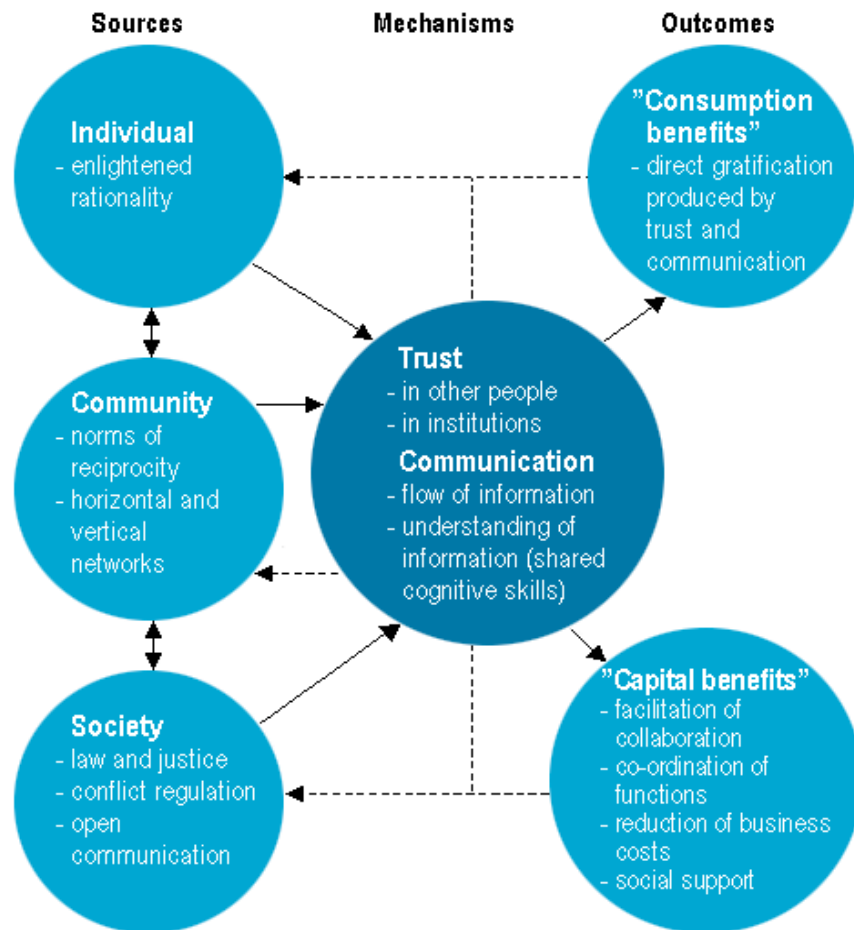 Sources
Mechanisms
Outcomes
Individual
- enlightened
rationality
Community
- norms of
reciprocity
- horizontal and
vertical
networks
Society
- law and justice
- conflict regulation
- open
communication
Trust
- in other people
- in institutions
Communication
- flow of information
- understanding of
information (shared
cognitive skills)
”Consumption
benefits”
- direct gratification
produced by
trust and
communication
”Capital benefits”
- facilitation of
collaboration
- co-ordination of
functions
- reduction of business
costs
- social support